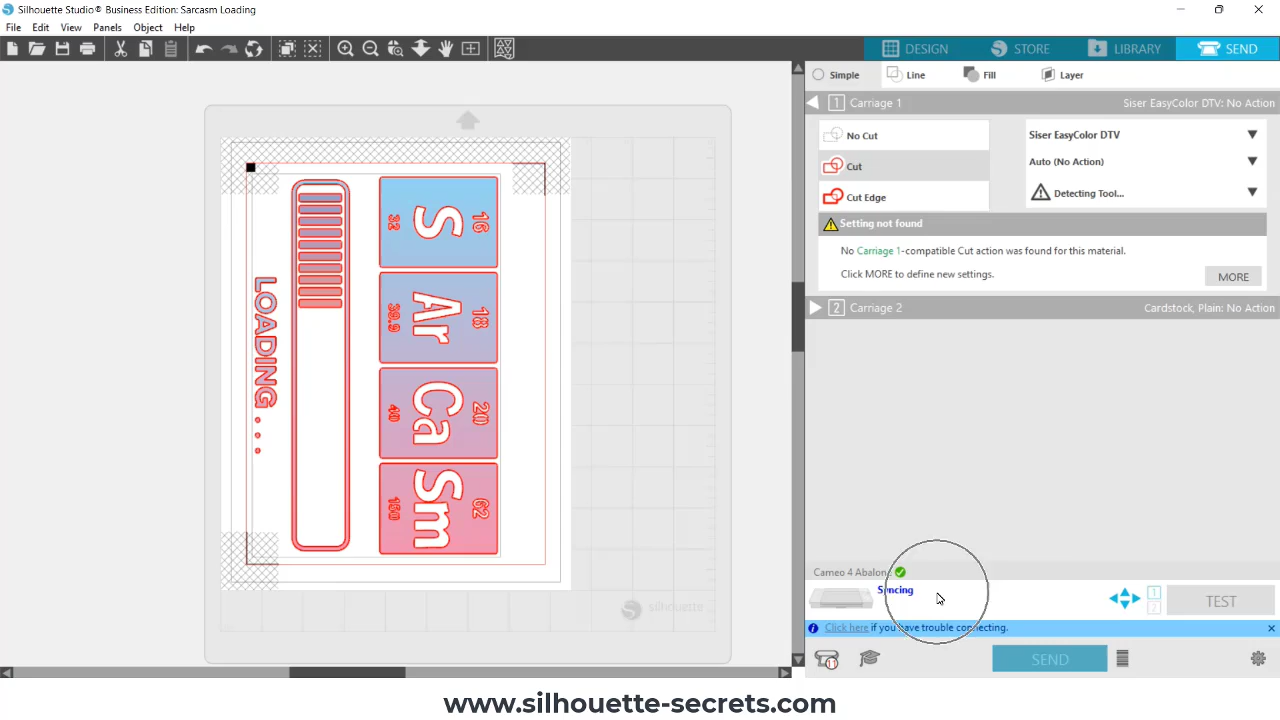 Silhouette Studio® Business Edition: Sarcasm Loading
File Edit View Panels Object Help
DESIGN STORE LIBRARY SEND
Simple Line Fill Layer
1 Carriage 1 Siser EasyColor DTV: No Action
No Cut
Cut
Cut Edge
Siser EasyColor DTV
Auto (No Action)
Detecting Tool...
Setting not found
No Carriage 1-compatible Cut action was found for this material.
Click MORE to define new settings.
MORE
2 Carriage 2 Cardstock, Plain: No Action
16
S
32
18
Ar
39.9
20
Ca
40
62
Sm
150
LOADING...
silhouette
Cameo 4 Abalone
Syncing
1
2
TEST
Click here if you have trouble connecting.
SEND
www.silhouette-secrets.com